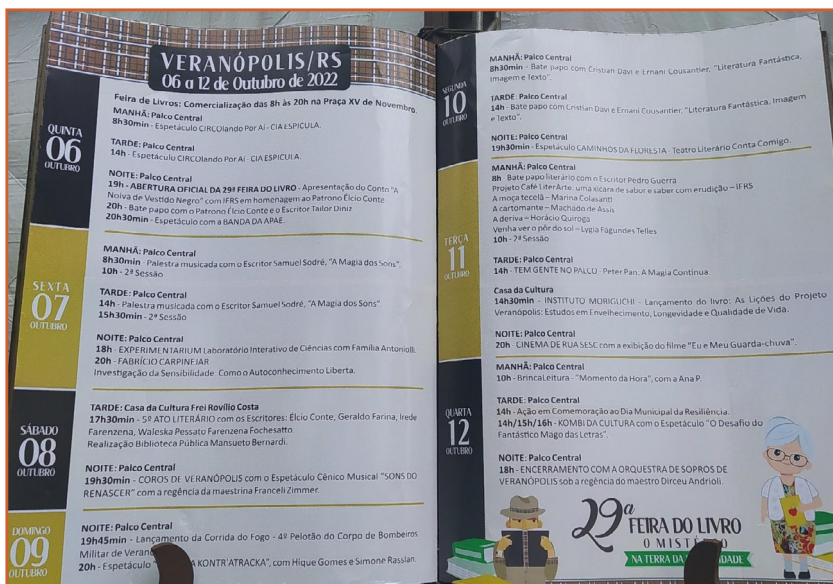 VERANÓPOLIS/RS
06 a 12 de Outubro de 2022
Feira de Livros: Comercialização das 8h às 20h na Praça XV de Novembro.
QUINTA
06
OUTUBRO
MANHÃ: Palco Central
8h30min - Espetáculo CIRCOlando Por Aí - CIA ESPICULA.
TARDE: Palco Central
14h - Espetáculo CIRCOlando Por Aí - CIA ESPICULA.
NOITE: Palco Central
19h - ABERTURA OFICIAL DA 29ª FEIRA DO LIVRO - Apresentação do Conto "A
Noiva de Vestido Negro" com IFRS em homenagem ao Patrono Élcio Conte
20h - Bate papo com o Patrono Élcio Conte e o Escritor Tailor Diniz
20h30min - Espetáculo com a BANDA DA APAE.
SEXTA
07
OUTUBRO
MANHÃ: Palco Central
8h30min - Palestra musicada com o Escritor Samuel Sodré, "A Magia dos Sons".
10h - 2ª Sessão
TARDE: Palco Central
14h - Palestra musicada com o Escritor Samuel Sodré, "A Magia dos Sons"
15h30min - 2ª Sessão
NOITE: Palco Central
18h - EXPERIMENTARIUM Laboratório Interativo de Ciências com Família Antoniolli.
20h - FABRÍCIO CARPINEJAR
Investigação da Sensibilidade: Como o Autoconhecimento Liberta.
SÁBADO
08
OUTUBRO
TARDE: Casa da Cultura Frei Rovílio Costa
17h30min - 5º ATO LITERÁRIO com os Escritores: Élcio Conte, Geraldo Farina, Irede
Farenzena, Waleska Pessato Farenzena Fochesatto
Realização Biblioteca Pública Mansueto Bernardi.
NOITE: Palco Central
19h30min - COROS DE VERANÓPOLIS com o Espetáculo Cênico Musical "SONS DO
RENASCER" com a regência da maestrina Franceli Zimmer.
DOMINGO
09
OUTUBRO
NOITE: Palco Central
19h45min - Lançamento da Corrida do Fogo - 4º Pelotão do Corpo de Bombeiros
Militar de Veran
20h - Espetáculo KONTR'ATRACKA", com Hique Gomes e Simone Rasslan.
SEGUNDA
10
OUTUBRO
MANHÃ: Palco Central
8h30min - Bate papo com Cristian Davi e Ernani Cousantier, "Literatura Fantástica,
Imagem e Texto".
TARDE: Palco Central
14h - Bate papo com Cristian Davi e Ernani Cousantier, "Literatura Fantástica, Imagem
e Texto".
NOITE: Palco Central
19h30min - Espetáculo CAMINHOS DA FLORESTA - Teatro Literário Conta Comigo.
TERÇA
11
OUTUBRO
MANHÃ: Palco Central
8h - Bate papo literário com o Escritor Pedro Guerra
Projeto Café LiterArte: uma xícara de sabor e saber com erudição – IFRS
A moça tecelã – Marina Colasanti
A cartomante – Machado de Assis
A deriva – Horácio Quiroga
Venha ver o pôr do sol – Lygia Fagundes Telles
10h - 2ª Sessão
TARDE: Palco Central
14h - TEM GENTE NO PALCO - Peter Pan: A Magia Continua.
Casa da Cultura
14h30min - INSTITUTO MORIGUCHI - Lançamento do livro: As Lições do Projeto
Veranópolis: Estudos em Envelhecimento, Longevidade e Qualidade de Vida.
NOITE: Palco Central
20h - CINEMA DE RUA SESC com a exibição do filme "Eu e Meu Guarda-chuva".
QUARTA
12
OUTUBRO
MANHÃ: Palco Central
10h - BrincaLeitura - "Momento da Hora", com a Ana P.
TARDE: Palco Central
14h - Ação em Comemoração ao Dia Municipal da Resiliência.
14h/15h/16h - KOMBI DA CULTURA com o Espetáculo "O Desafio do
Fantástico Mago das Letras".
NOITE: Palco Central
18h - ENCERRAMENTO COM A ORQUESTRA DE SOPROS DE
VERANÓPOLIS sob a regência do maestro Dirceu Andrioli.
29ª
FEIRA DO LIVRO
O
NA TERRA DA